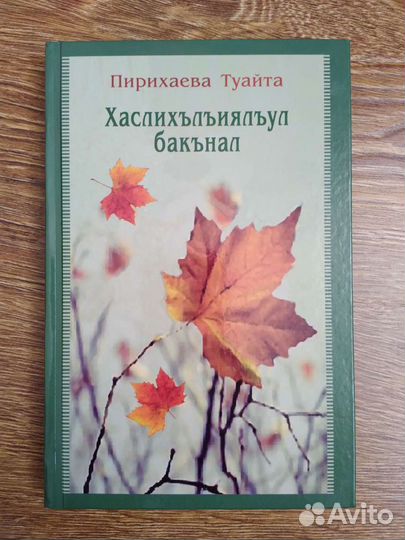 Пирихаева Туайта
Хаслихълъиялъул
бакънал
Avito